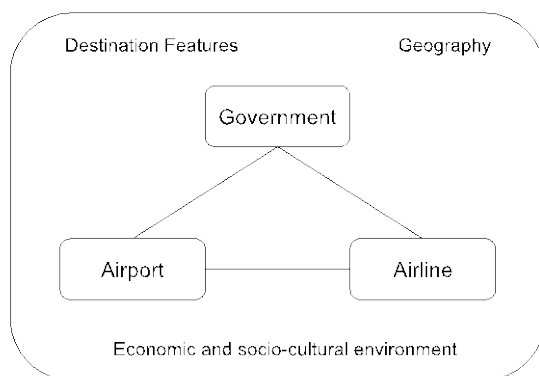 Destination Features
Geography
Government
Airport
Airline
Economic and socio-cultural environment